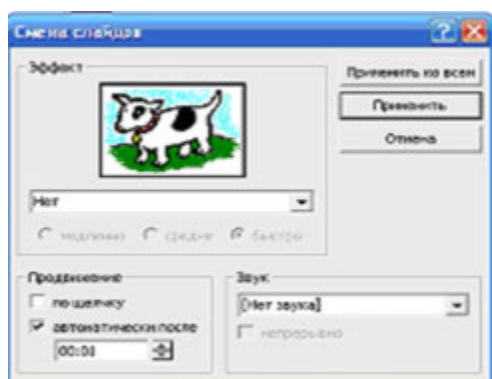 Смена слайдов
Эффект
Применить ко всем
Применить
Отмена
Нет
медленно средне быстро
Продвижение
по щелчку
автоматически после
00:01
Звук
[Нет звука]
непрерывно